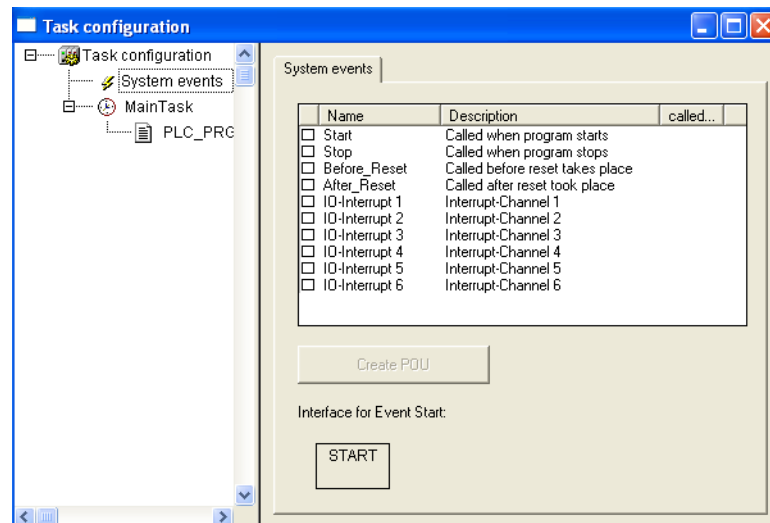 Task configuration
Task configuration
System events
MainTask
PLC_PRG
System events
Name Description called...
Start Called when program starts
Stop Called when program stops
Before_Reset Called before reset takes place
After_Reset Called after reset took place
IO-Interrupt 1 Interrupt-Channel 1
IO-Interrupt 2 Interrupt-Channel 2
IO-Interrupt 3 Interrupt-Channel 3
IO-Interrupt 4 Interrupt-Channel 4
IO-Interrupt 5 Interrupt-Channel 5
IO-Interrupt 6 Interrupt-Channel 6
Create POU
Interface for Event Start:
START